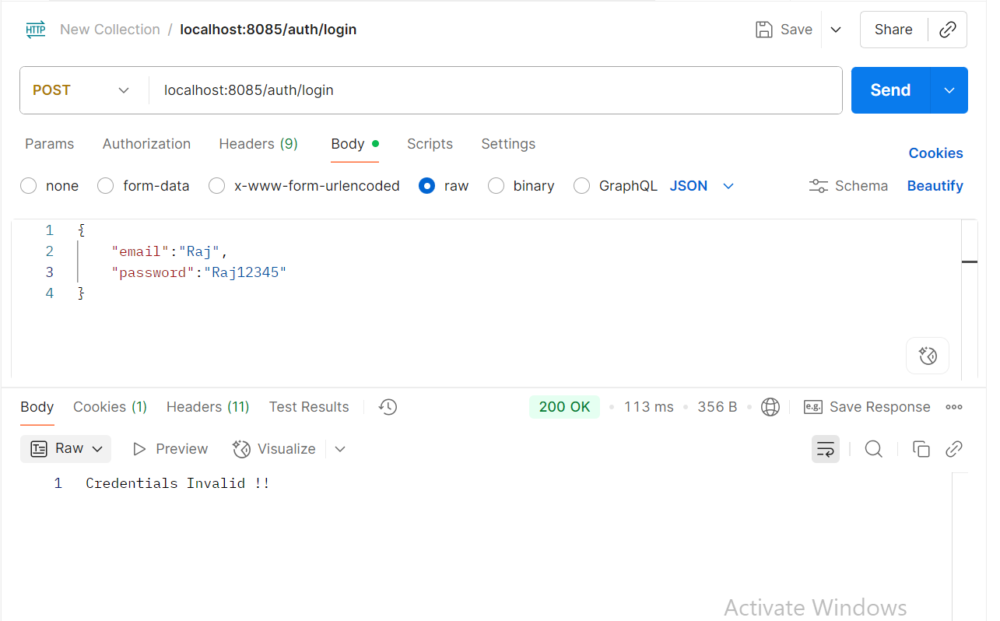 HTTP New Collection / localhost:8085/auth/login Save Share
POST localhost:8085/auth/login Send
Params Authorization Headers (9) Body Scripts Settings Cookies
none form-data x-www-form-urlencoded raw binary GraphQL JSON Schema Beautify
1 {
2 "email":"Raj",
3 "password":"Raj12345"
4 }
Body Cookies (1) Headers (11) Test Results 200 OK 113 ms 356 B e.g. Save Response
Raw Preview Visualize
1 Credentials Invalid !!
Activate Windows